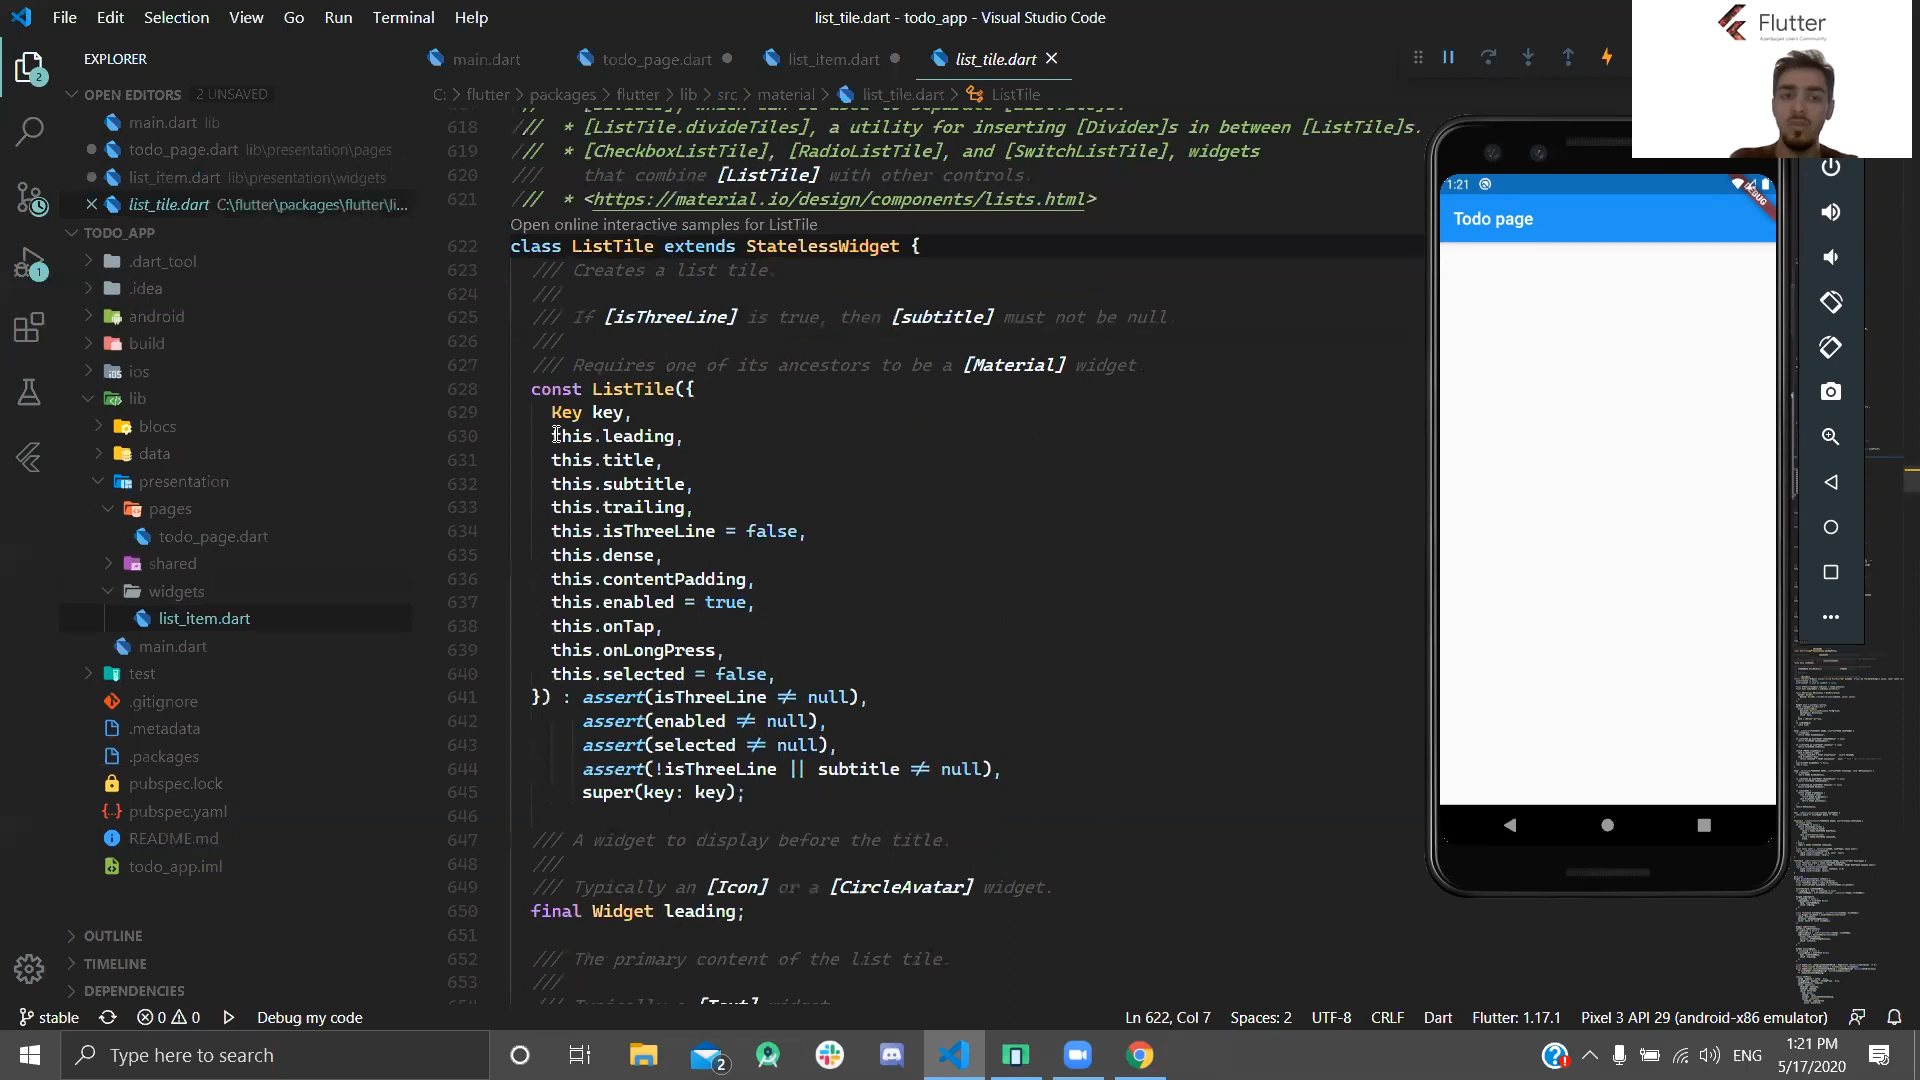 File Edit Selection View Go Run Terminal Help
list_tile.dart - todo_app - Visual Studio Code
Flutter
EXPLORER
main.dart
todo_page.dart
list_item.dart
list_tile.dart
OPEN EDITORS 2 UNSAVED
main.dart lib
todo_page.dart lib\presentation\pages
list_item.dart lib\presentation\widgets
list_tile.dart C:\flutter\packages\flutter\li...
TODO_APP
.dart_tool
.idea
android
build
ios
lib
blocs
data
presentation
pages
todo_page.dart
shared
widgets
list_item.dart
main.dart
test
.gitignore
.metadata
.packages
pubspec.lock
pubspec.yaml
README.md
todo_app.iml
OUTLINE
TIMELINE
DEPENDENCIES
C: > flutter > packages > flutter > lib > src > material > list_tile.dart > ListTile
618 /// * [ListTile.divideTiles], a utility for inserting [Divider]s in between [ListTile]s.
619 /// * [CheckboxListTile], [RadioListTile], and [SwitchListTile], widgets
620 /// that combine [ListTile] with other controls.
621 /// * <https://material.io/design/components/lists.html>
Open online interactive samples for ListTile
622 class ListTile extends StatelessWidget {
623 /// Creates a list tile.
624 ///
625 /// If [isThreeLine] is true, then [subtitle] must not be null.
626 ///
627 /// Requires one of its ancestors to be a [Material] widget.
628 const ListTile({
629 Key key,
630 this.leading,
631 this.title,
632 this.subtitle,
633 this.trailing,
634 this.isThreeLine = false,
635 this.dense,
636 this.contentPadding,
637 this.enabled = true,
638 this.onTap,
639 this.onLongPress,
640 this.selected = false,
641 }) : assert(isThreeLine ≠ null),
642 assert(enabled ≠ null),
643 assert(selected ≠ null),
644 assert(!isThreeLine || subtitle ≠ null),
645 super(key: key);
646
647 /// A widget to display before the title.
648 ///
649 /// Typically an [Icon] or a [CircleAvatar] widget.
650 final Widget leading;
651
652 /// The primary content of the list tile.
653 ///
/// Typically a [Text] widget.
1:21
DEBUG
Todo page
stable 0 0 Debug my code
Ln 622, Col 7 Spaces: 2 UTF-8 CRLF Dart Flutter: 1.17.1 Pixel 3 API 29 (android-x86 emulator)
Type here to search
ENG
1:21 PM
5/17/2020